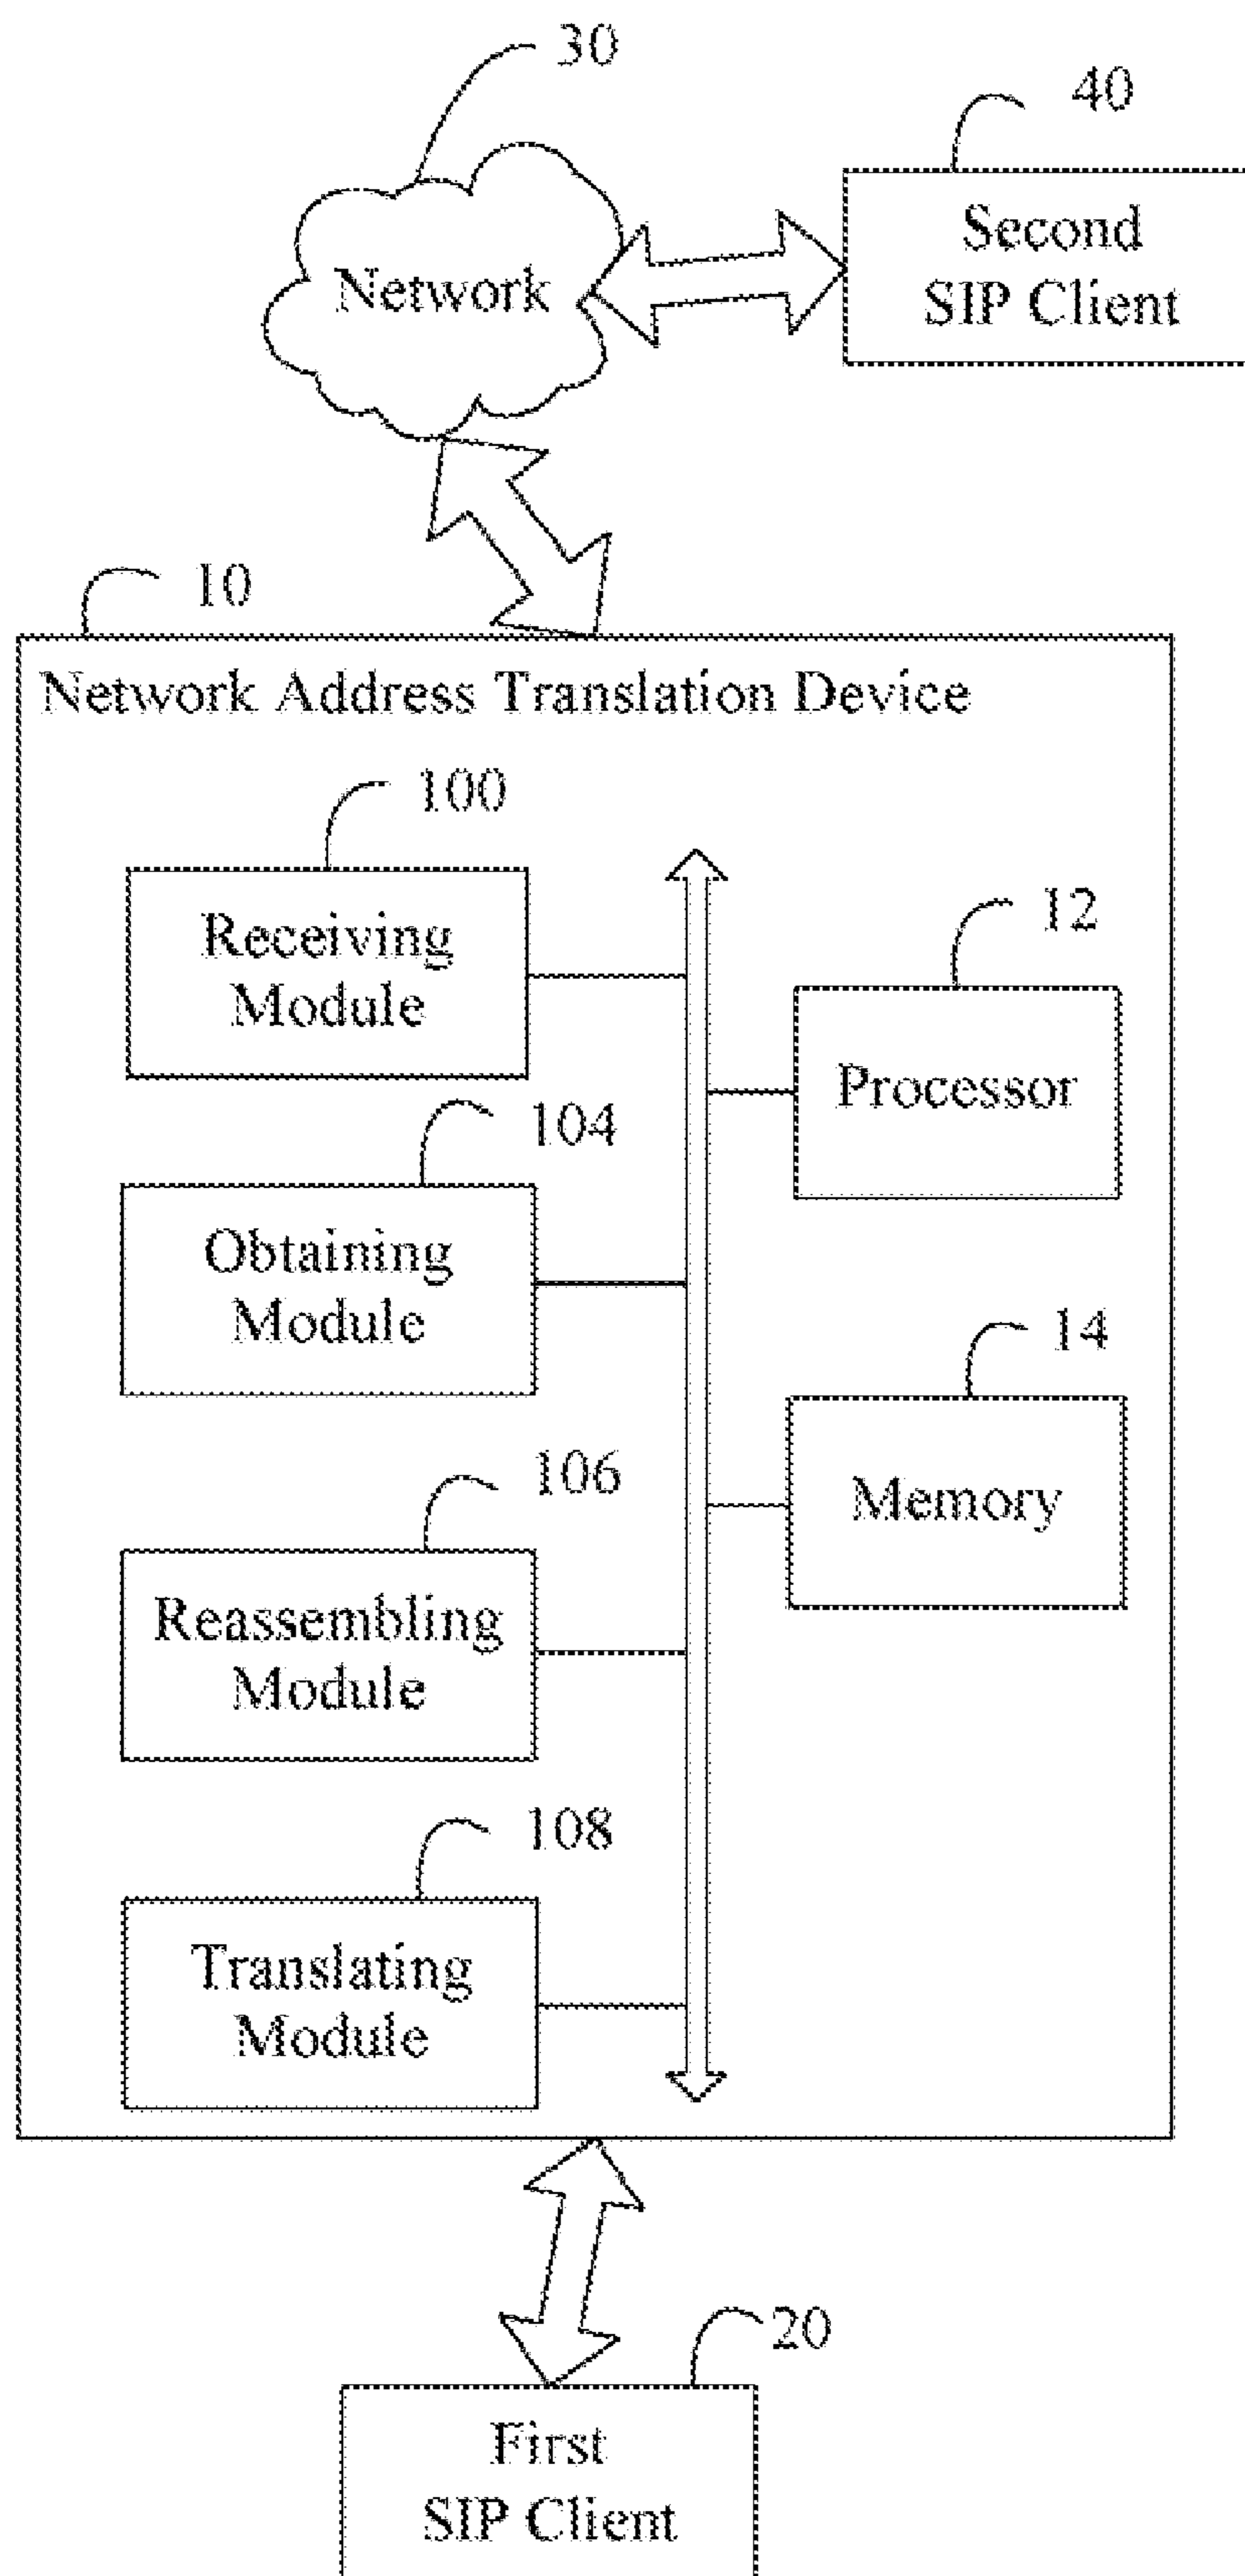 30
40
Network
Second
SIP Client
10
Network Address Translation Device
100
Receiving
Module
12
Processor
104
Obtaining
Module
14
Memory
106
Reassembling
Module
108
Translating
Module
20
First
SIP Client